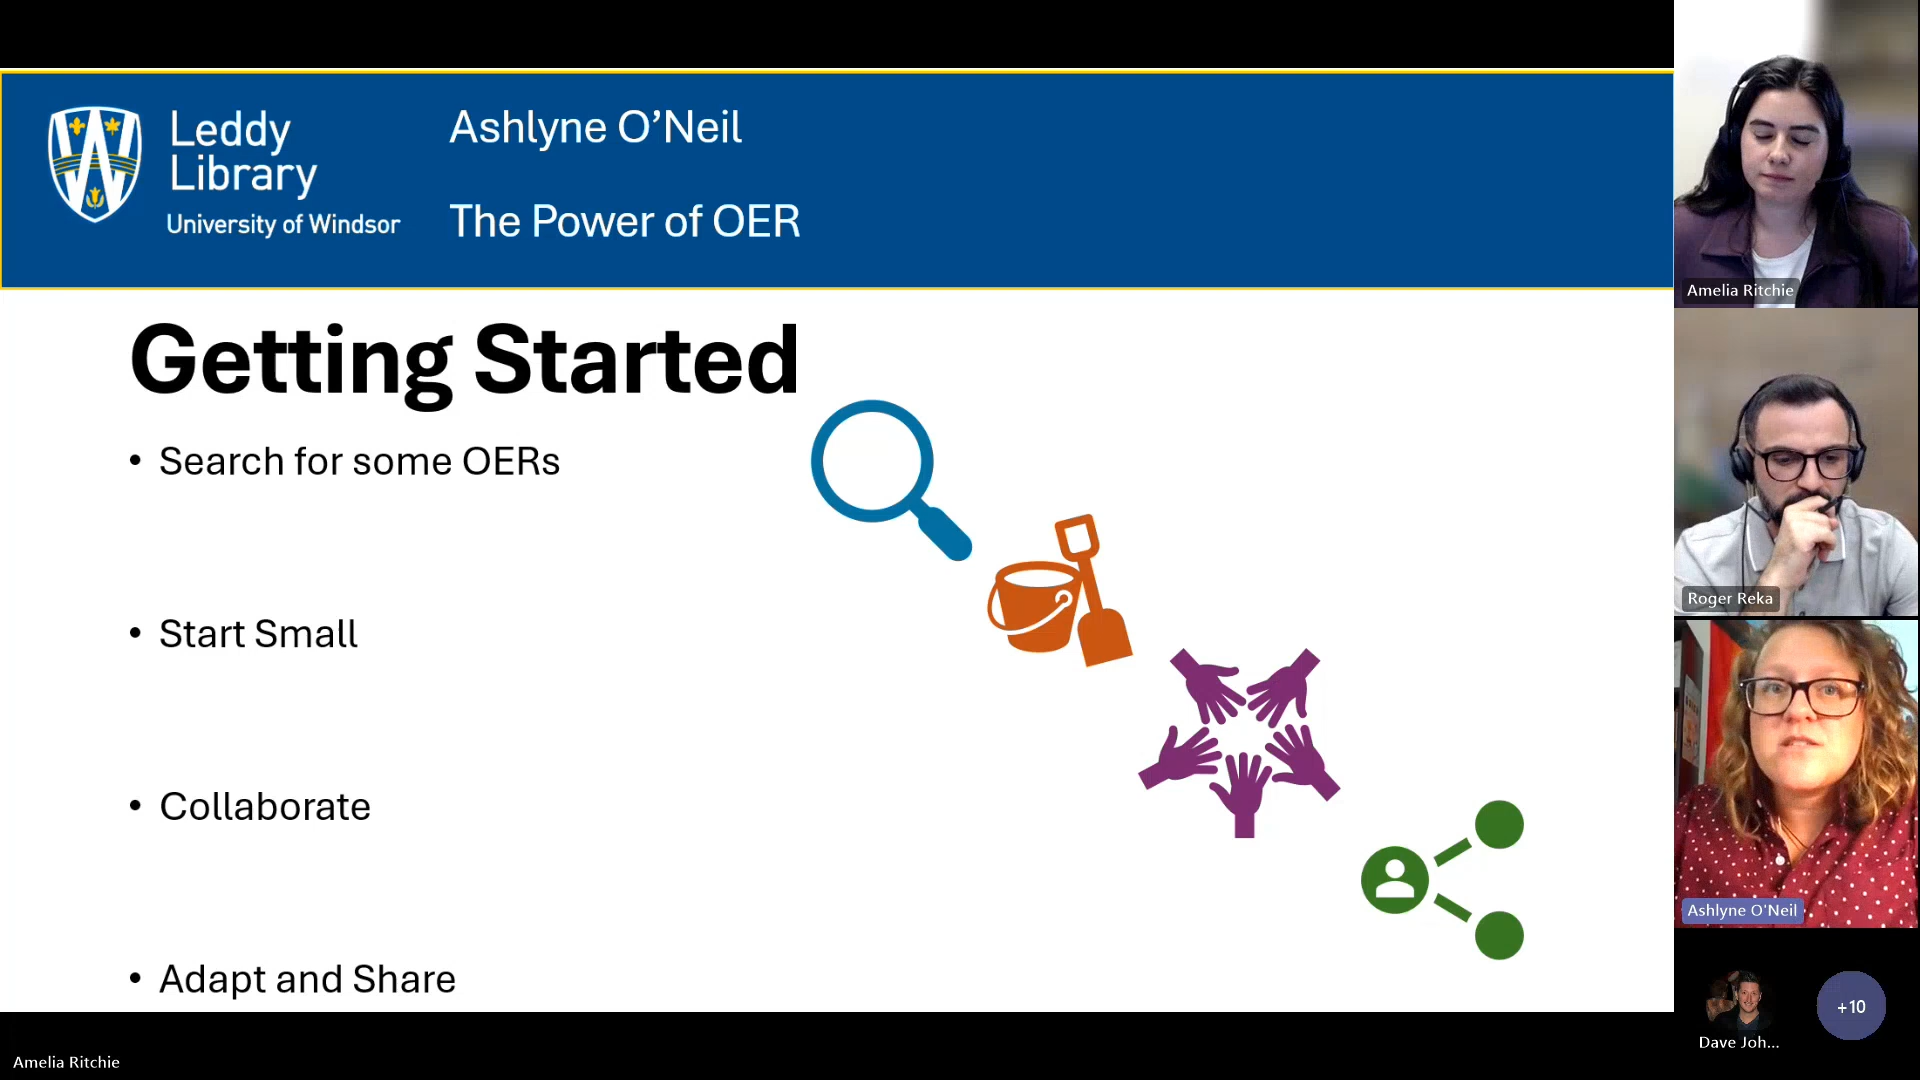 Leddy
Library
University of Windsor
Ashlyne O’Neil
The Power of OER
Getting Started
• Search for some OERs
• Start Small
• Collaborate
• Adapt and Share
Amelia Ritchie
Roger Reka
Ashlyne O'Neil
Dave Joh...
+10
Amelia Ritchie